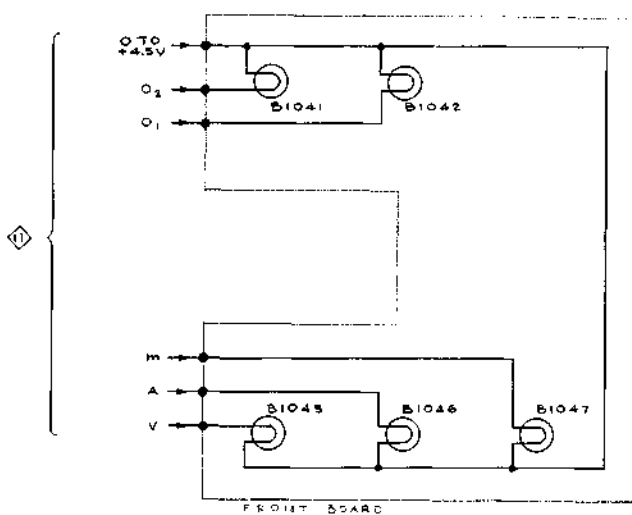 0 TO
+4.5V
O₂
O₁
B1041
B1042
11
m
A
V
B1045
B1046
B1047
FRONT BOARD